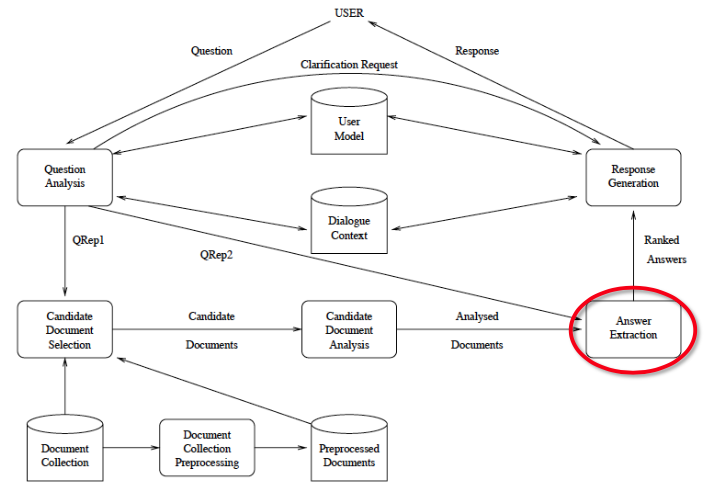 USER
Question
Response
Clarification Request
User
Model
Question
Analysis
Response
Generation
Dialogue
Context
QRep1
QRep2
Ranked
Answers
Candidate
Document
Selection
Candidate
Documents
Candidate
Document
Analysis
Analysed
Documents
Answer
Extraction
Document
Collection
Document
Collection
Preprocessing
Preprocessed
Documents